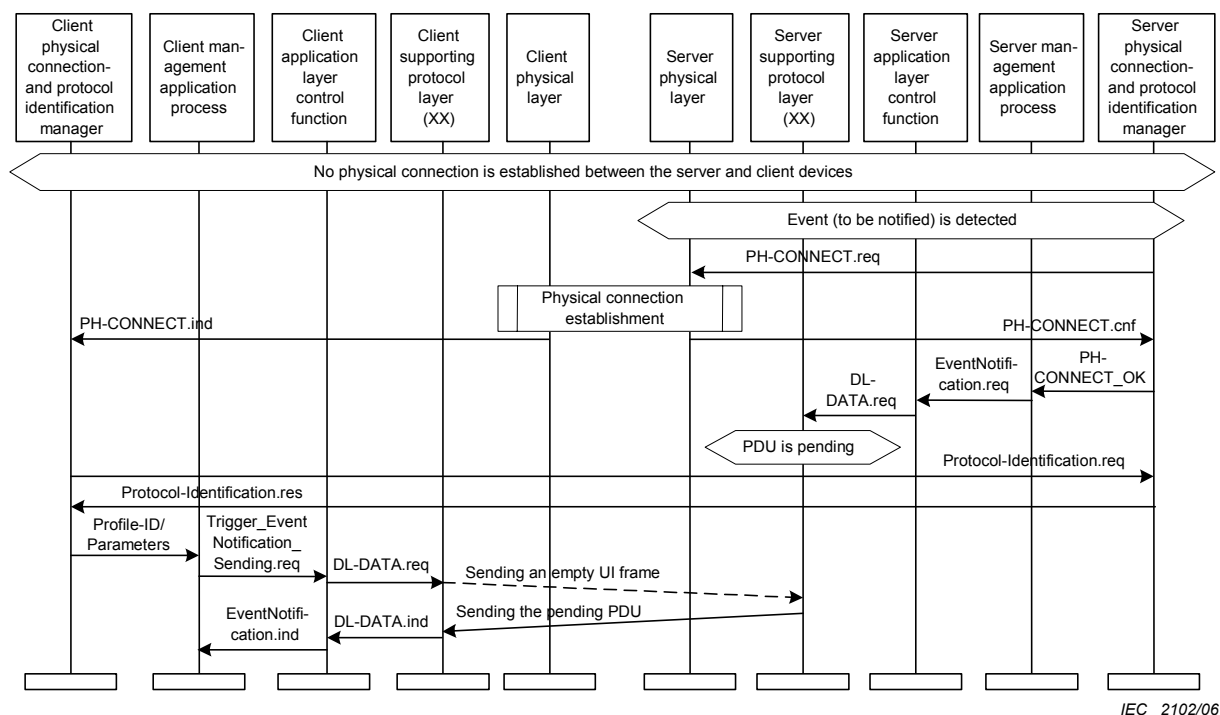 Client
physical
connection-
and protocol
identification
manager
Client man-
agement
application
process
Client
application
layer
control
function
Client
supporting
protocol
layer
(XX)
Client
physical
layer
Server
physical
layer
Server
supporting
protocol
layer
(XX)
Server
application
layer
control
function
Server man-
agement
application
process
Server
physical
connection-
and protocol
identification
manager
No physical connection is established between the server and client devices
Event (to be notified) is detected
PH-CONNECT.req
Physical connection
establishment
PH-CONNECT.ind
PH-CONNECT.cnf
PH-
CONNECT_OK
EventNotifi-
cation.req
DL-
DATA.req
PDU is pending
Protocol-Identification.req
Protocol-Identification.res
Profile-ID/
Parameters
Trigger_Event
Notification_
Sending.req
DL-DATA.req
Sending an empty UI frame
Sending the pending PDU
DL-DATA.ind
EventNotifi-
cation.ind
IEC 2102/06